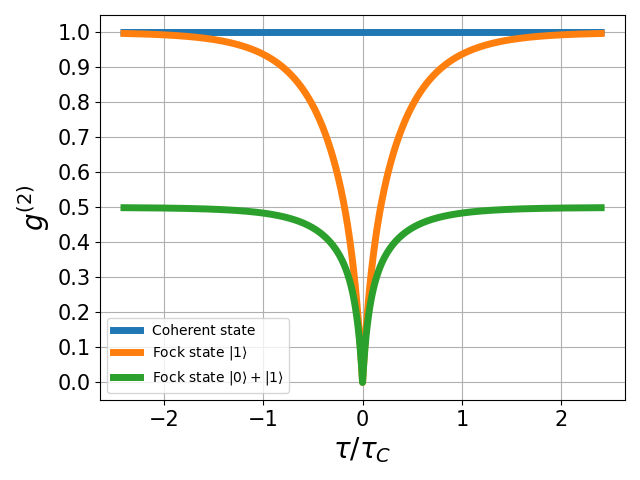 g^{(2)}
1.0
0.9
0.8
0.7
0.6
0.5
0.4
0.3
0.2
0.1
0.0
Coherent state
Fock state |1⟩
Fock state |0⟩ + |1⟩
−2 −1 0 1 2
τ/τ_C